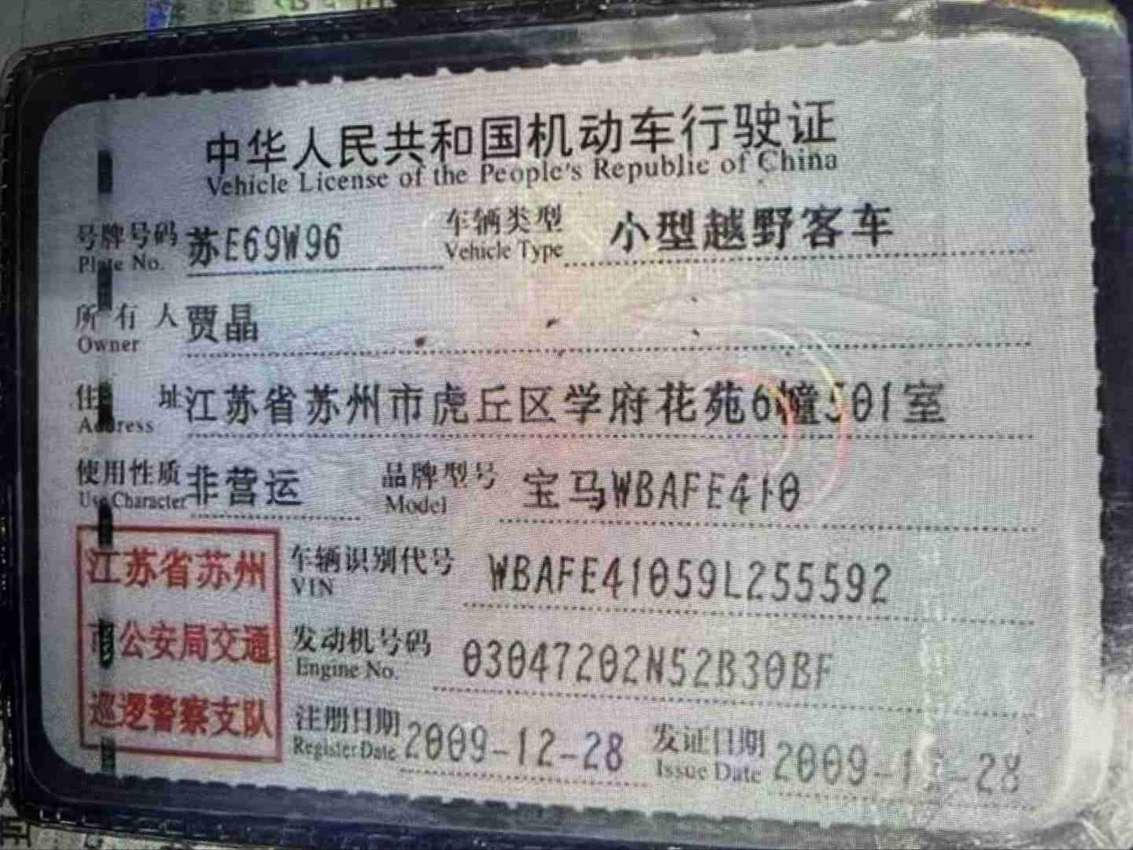 中华人民共和国机动车行驶证
Vehicle License of the People's Republic of China
号牌号码 苏E69W96 车辆类型 小型越野客车
Plate No. Vehicle Type
所有人 贾晶
Owner
住址 江苏省苏州市虎丘区学府花苑6幢501室
Address
使用性质 非营运 品牌型号 宝马WBAFE410
Use Character Model
江苏省苏州 车辆识别代号 WBAFE41059L255592
VIN
市公安局交通 发动机号码 03047202N52B30BF
Engine No.
巡逻警察支队 注册日期 2009-12-28 发证日期 2009-12-28
Register Date Issue Date